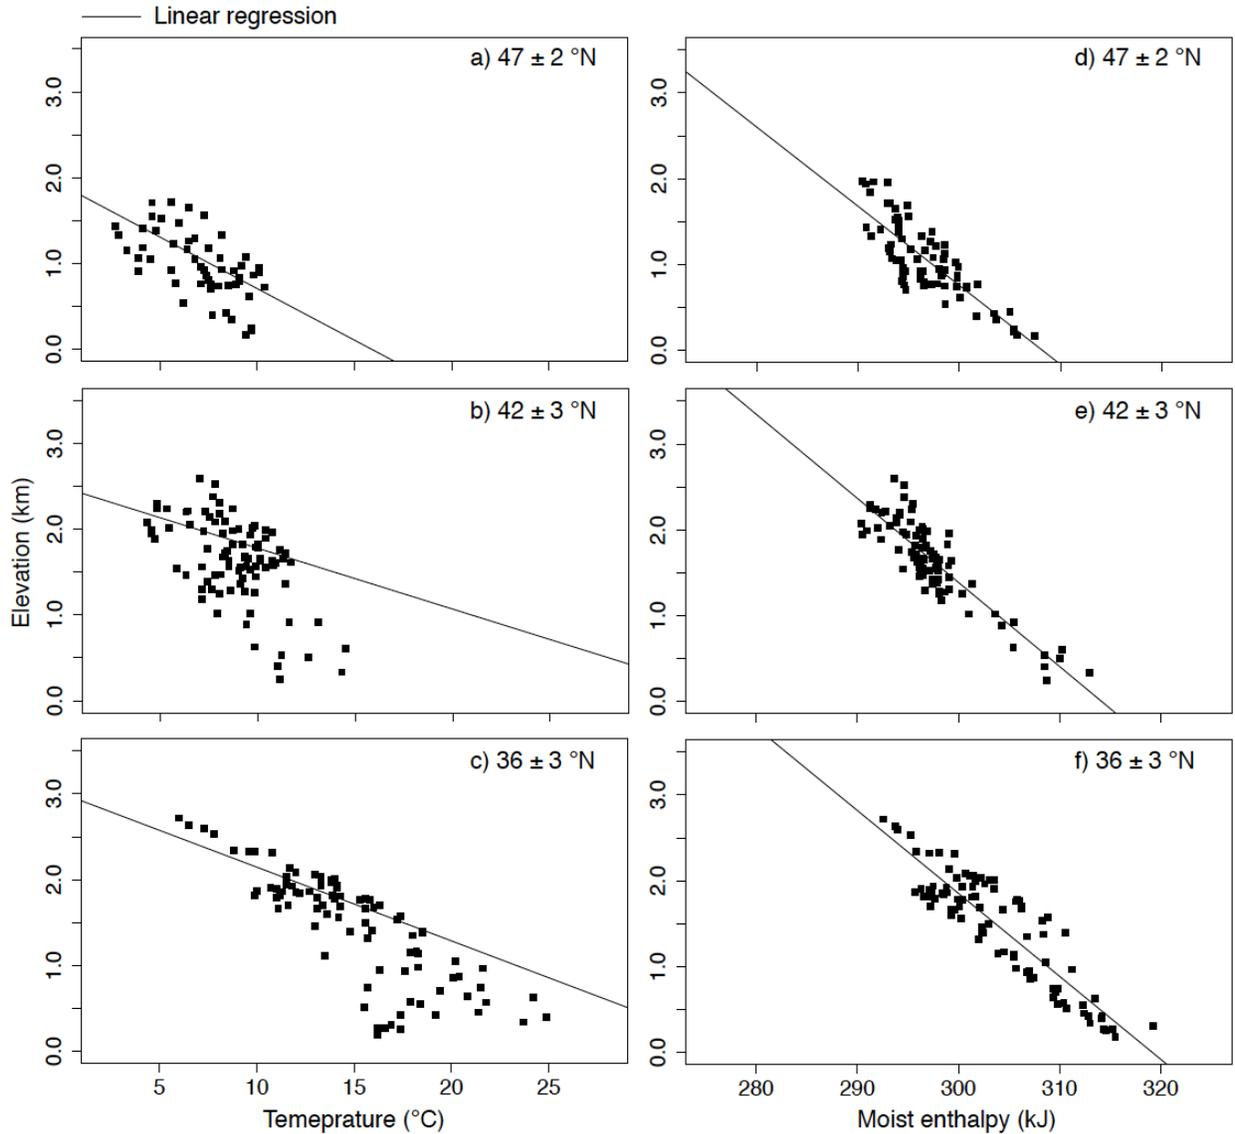 Linear regression
a) 47 ± 2 °N
d) 47 ± 2 °N
3.0
2.0
1.0
0.0
3.0
2.0
1.0
0.0
b) 42 ± 3 °N
e) 42 ± 3 °N
Elevation (km)
3.0
2.0
1.0
0.0
3.0
2.0
1.0
0.0
c) 36 ± 3 °N
f) 36 ± 3 °N
3.0
2.0
1.0
0.0
3.0
2.0
1.0
0.0
5 10 15 20 25
280 290 300 310 320
Temeprature (°C)
Moist enthalpy (kJ)